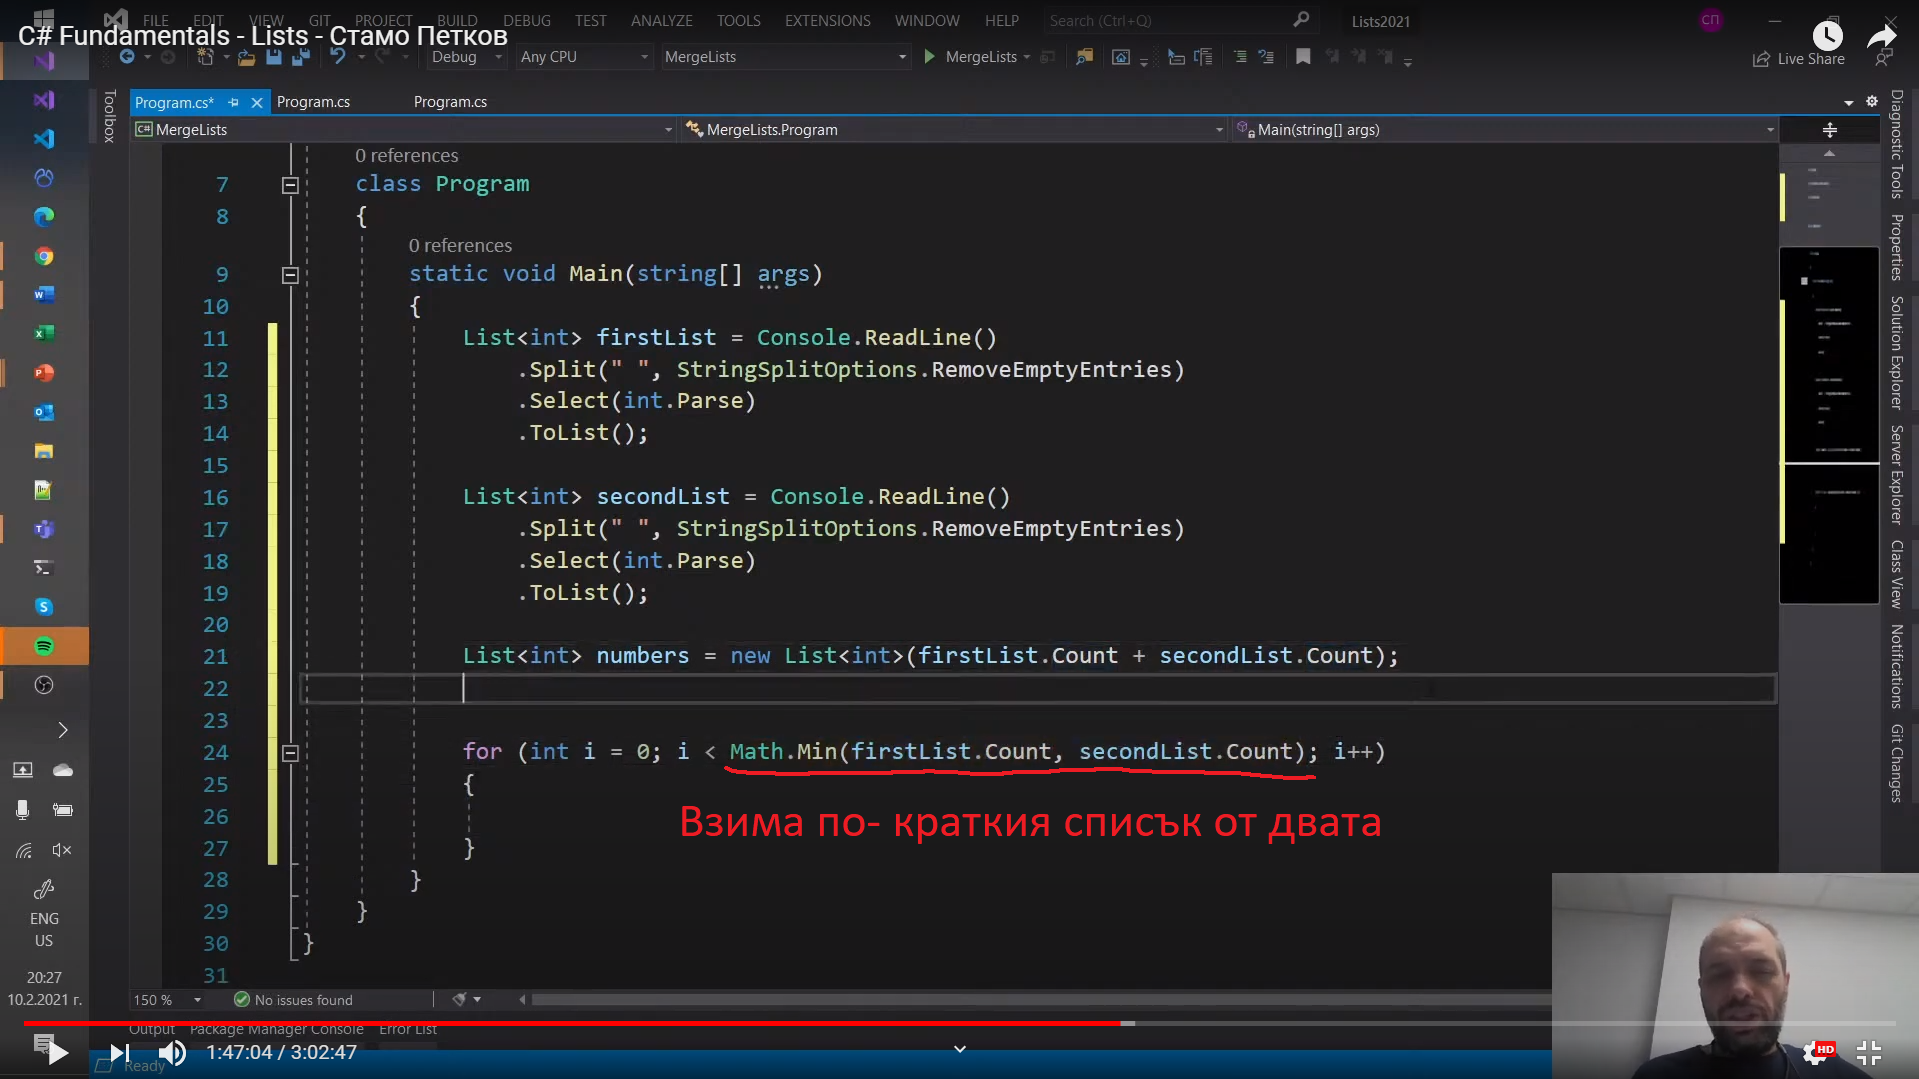 FILE EDIT VIEW GIT PROJECT BUILD DEBUG TEST ANALYZE TOOLS EXTENSIONS WINDOW HELP Search (Ctrl+Q) Lists2021 СП
C# Fundamentals - Lists - Стамо Петков
Debug Any CPU MergeLists MergeLists Live Share
Toolbox
Program.cs* Program.cs Program.cs
C# MergeLists MergeLists.Program Main(string[] args)
0 references
7 class Program
8 {
0 references
9 static void Main(string[] args)
10 {
11 List<int> firstList = Console.ReadLine()
12 .Split(" ", StringSplitOptions.RemoveEmptyEntries)
13 .Select(int.Parse)
14 .ToList();
15
16 List<int> secondList = Console.ReadLine()
17 .Split(" ", StringSplitOptions.RemoveEmptyEntries)
18 .Select(int.Parse)
19 .ToList();
20
21 List<int> numbers = new List<int>(firstList.Count + secondList.Count);
22
23
24 for (int i = 0; i < Math.Min(firstList.Count, secondList.Count); i++)
25 {
Взима по- краткия списък от двата
26
27 }
28 }
29 }
30 }
31
Diagnostic Tools
Properties
Solution Explorer
Server Explorer
Class View
Notifications
Git Changes
ENG
US
20:27
10.2.2021 г.
150 % No issues found
Output Package Manager Console Error List
1:47:04 / 3:02:47
HD
Ready